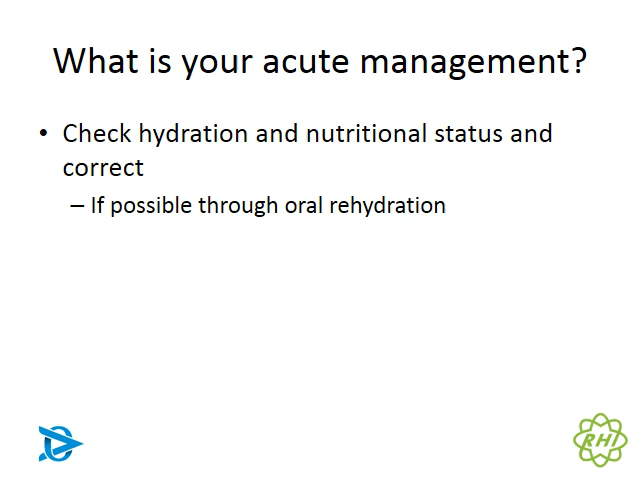 What is your acute management?
• Check hydration and nutritional status and
correct
– If possible through oral rehydration
RHI